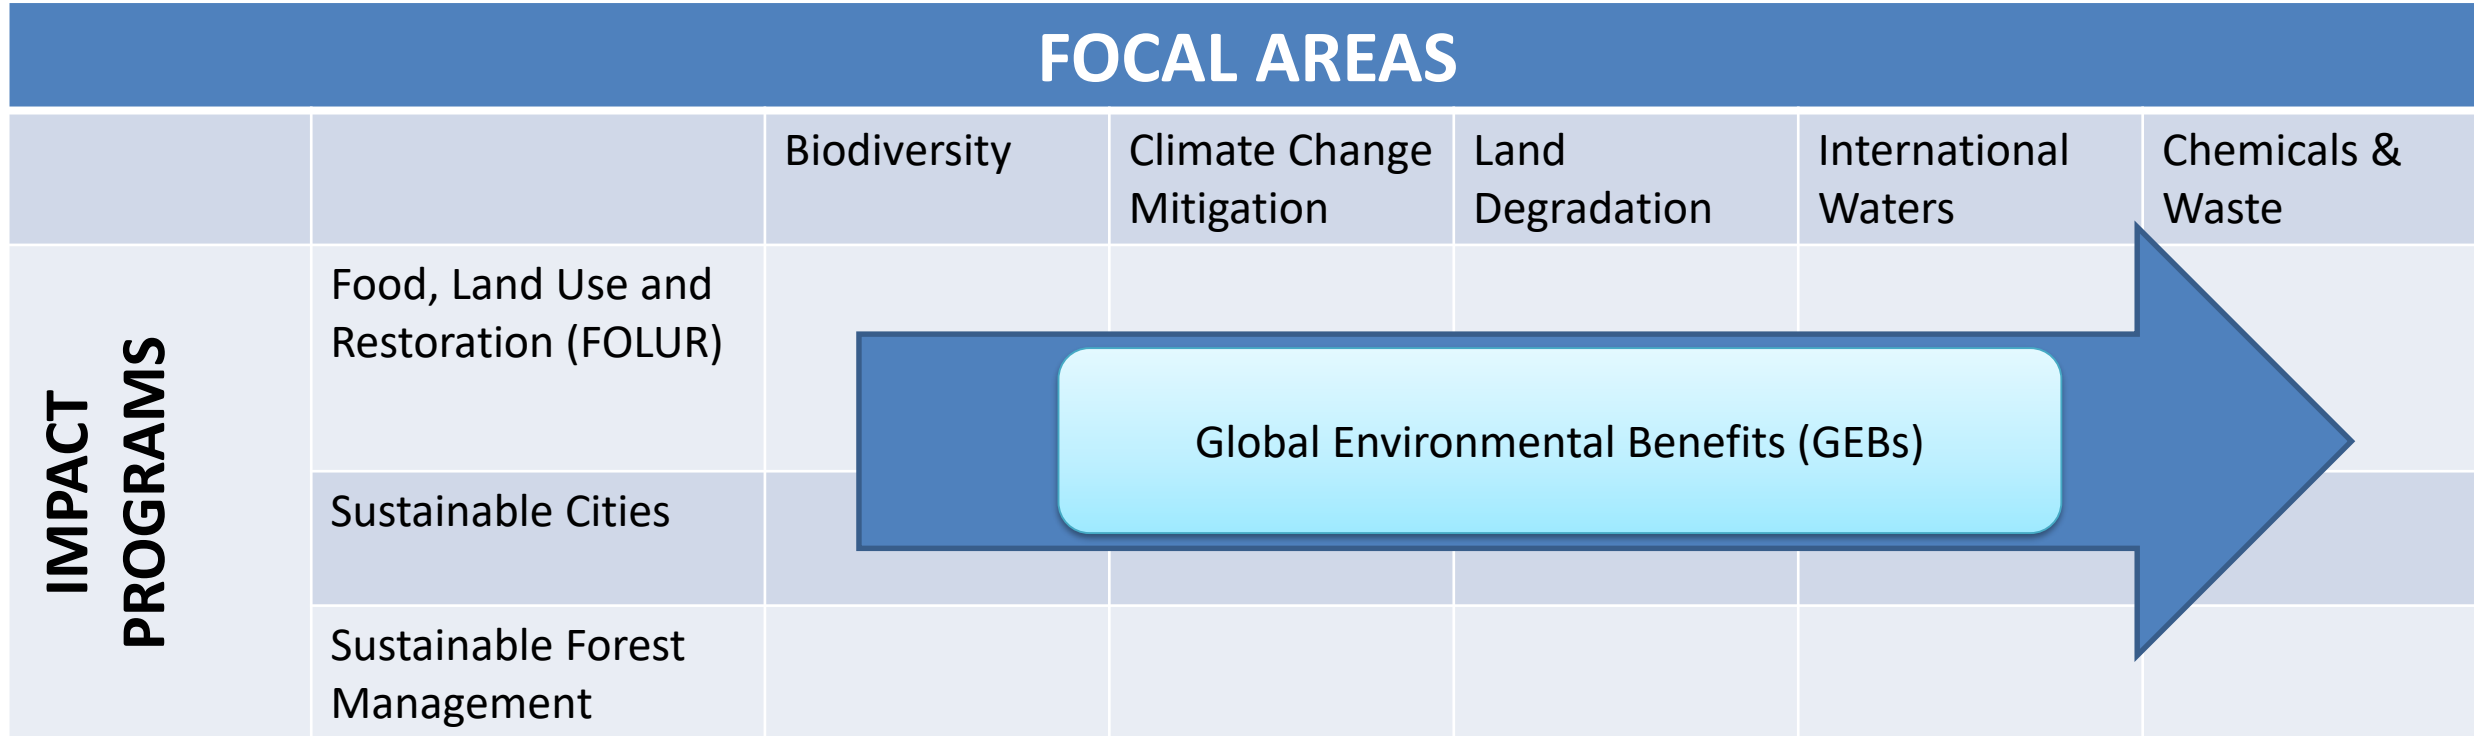 FOCAL AREAS
Biodiversity
Climate Change
Mitigation
Land
Degradation
International
Waters
Chemicals &
Waste
IMPACT
PROGRAMS
Food, Land Use and
Restoration (FOLUR)
Global Environmental Benefits (GEBs)
Sustainable Cities
Sustainable Forest
Management